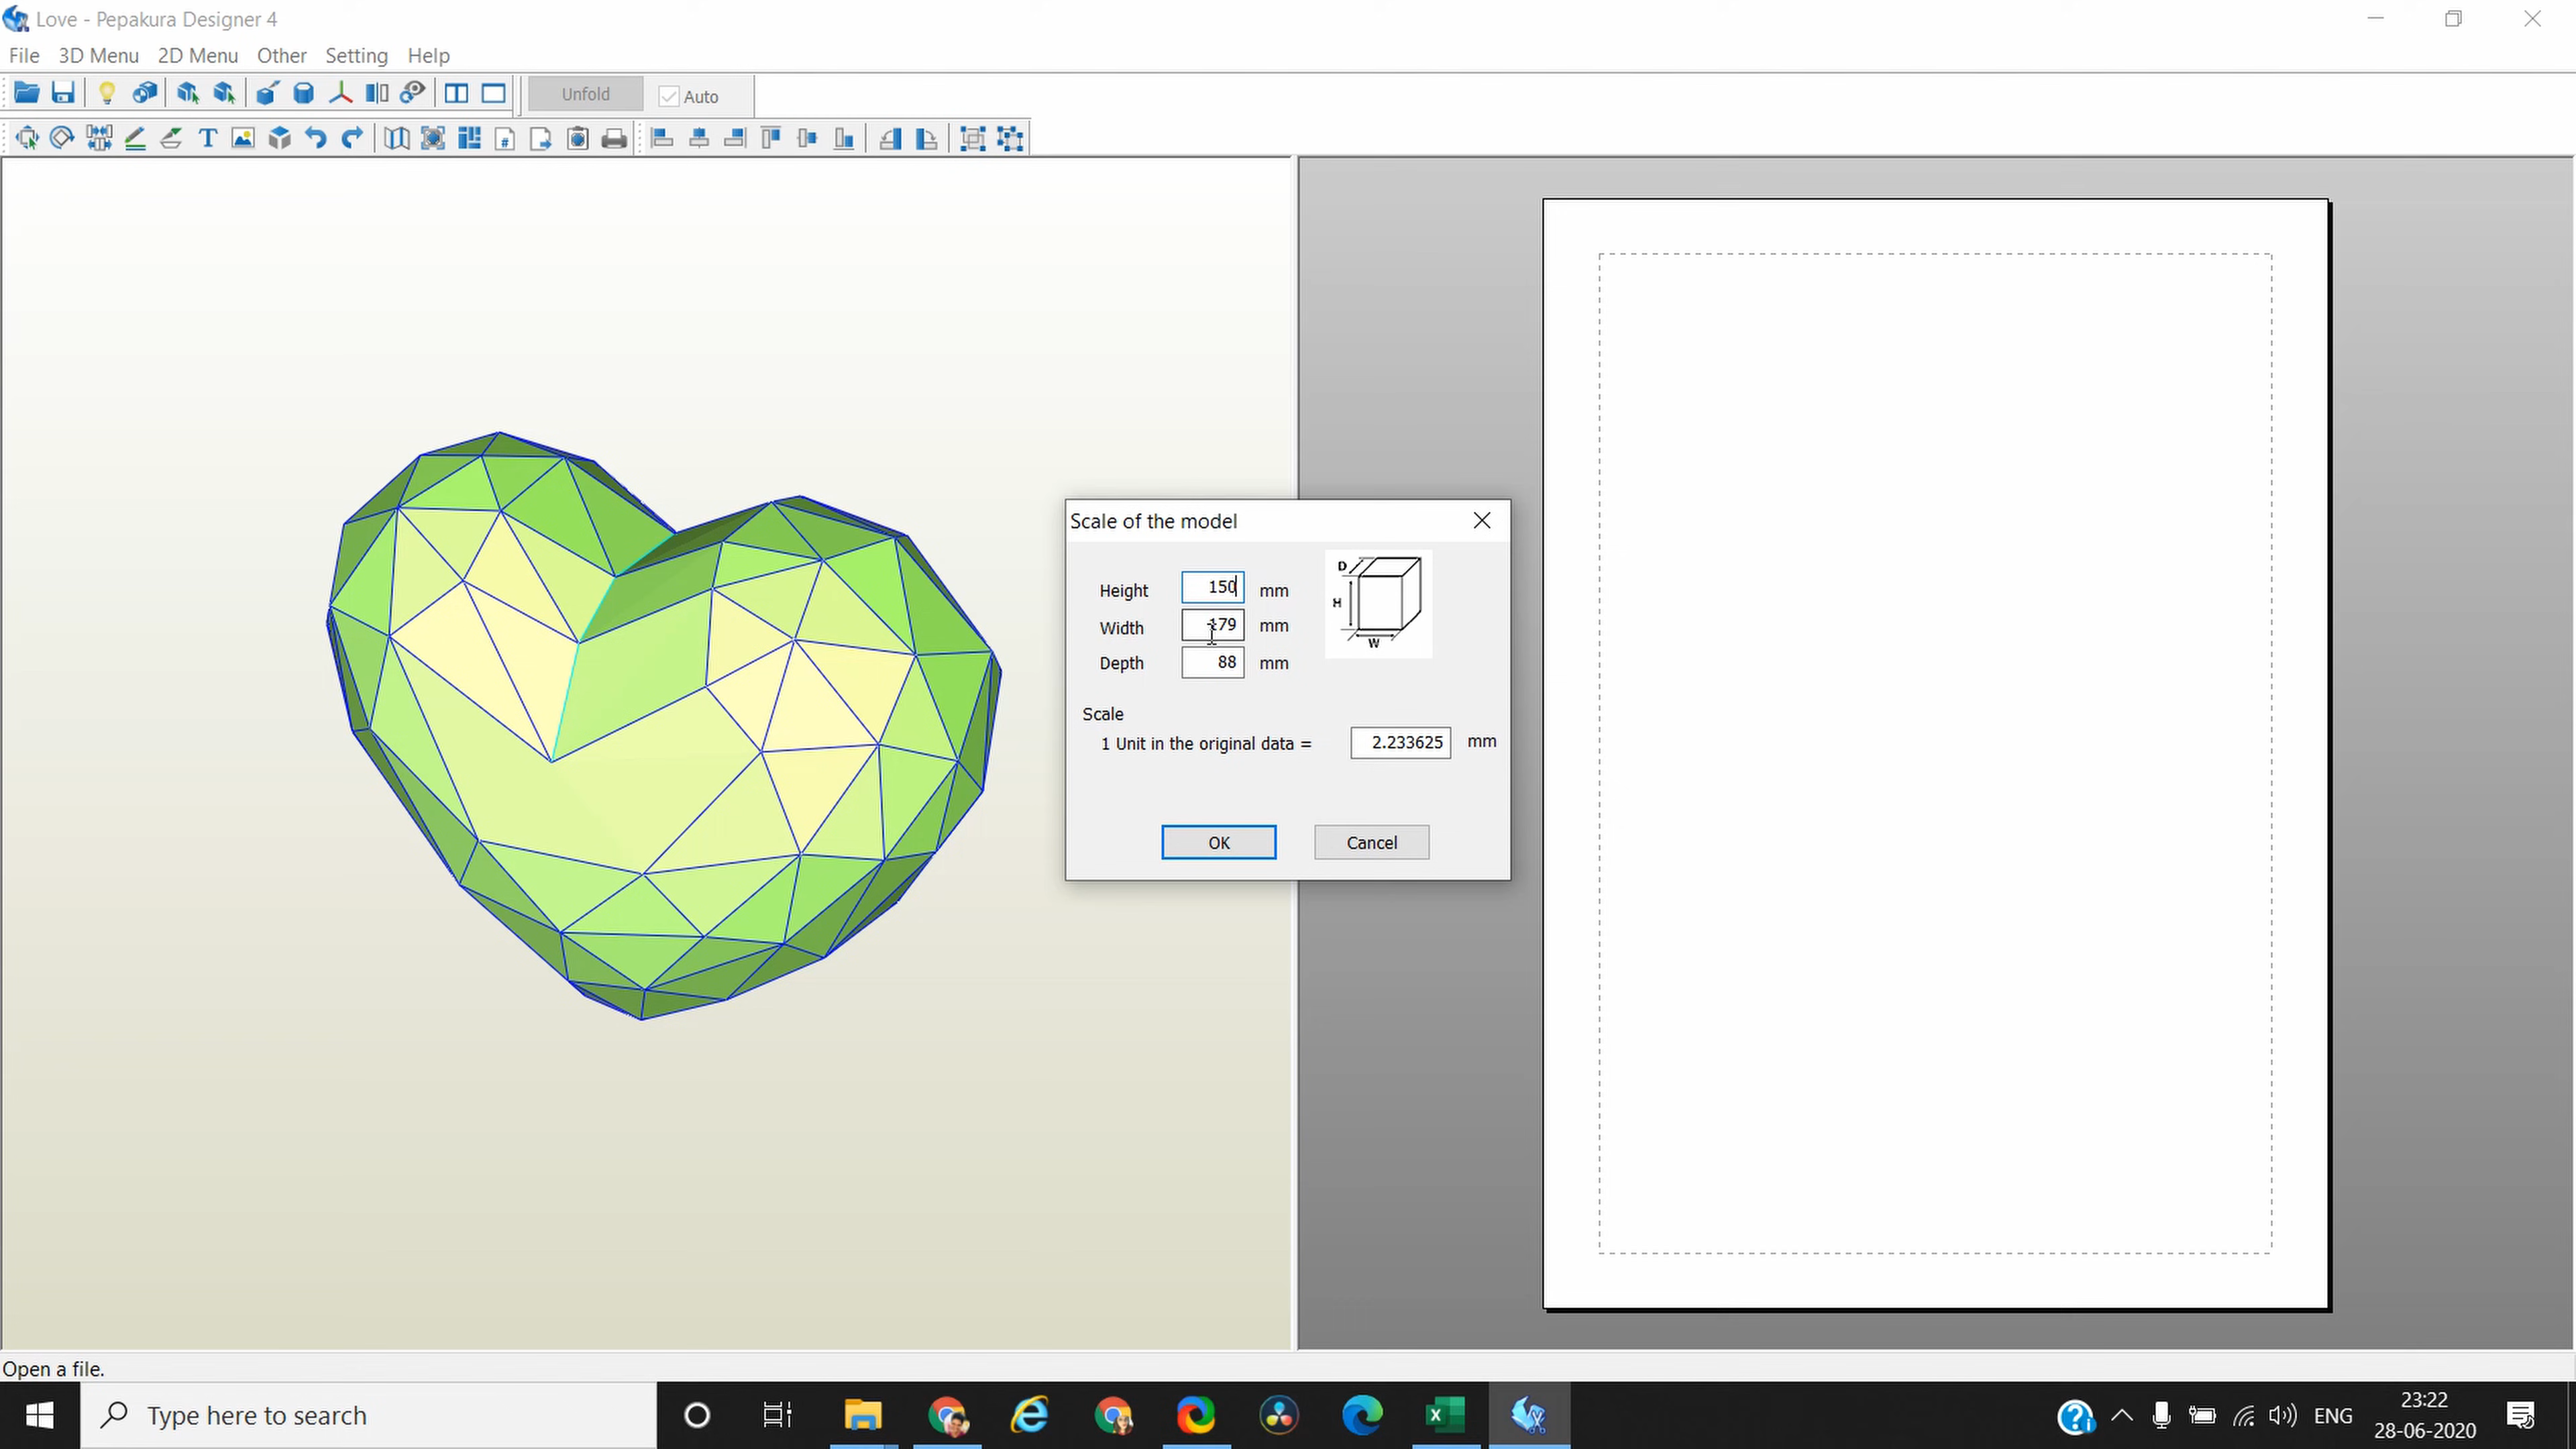 Love - Pepakura Designer 4
File 3D Menu 2D Menu Other Setting Help
Unfold Auto
T #
Scale of the model
Height 150 mm
Width 179 mm
Depth 88 mm
D
H
W
Scale
1 Unit in the original data = 2.233625 mm
OK Cancel
Open a file.
Type here to search
ENG
23:22
28-06-2020